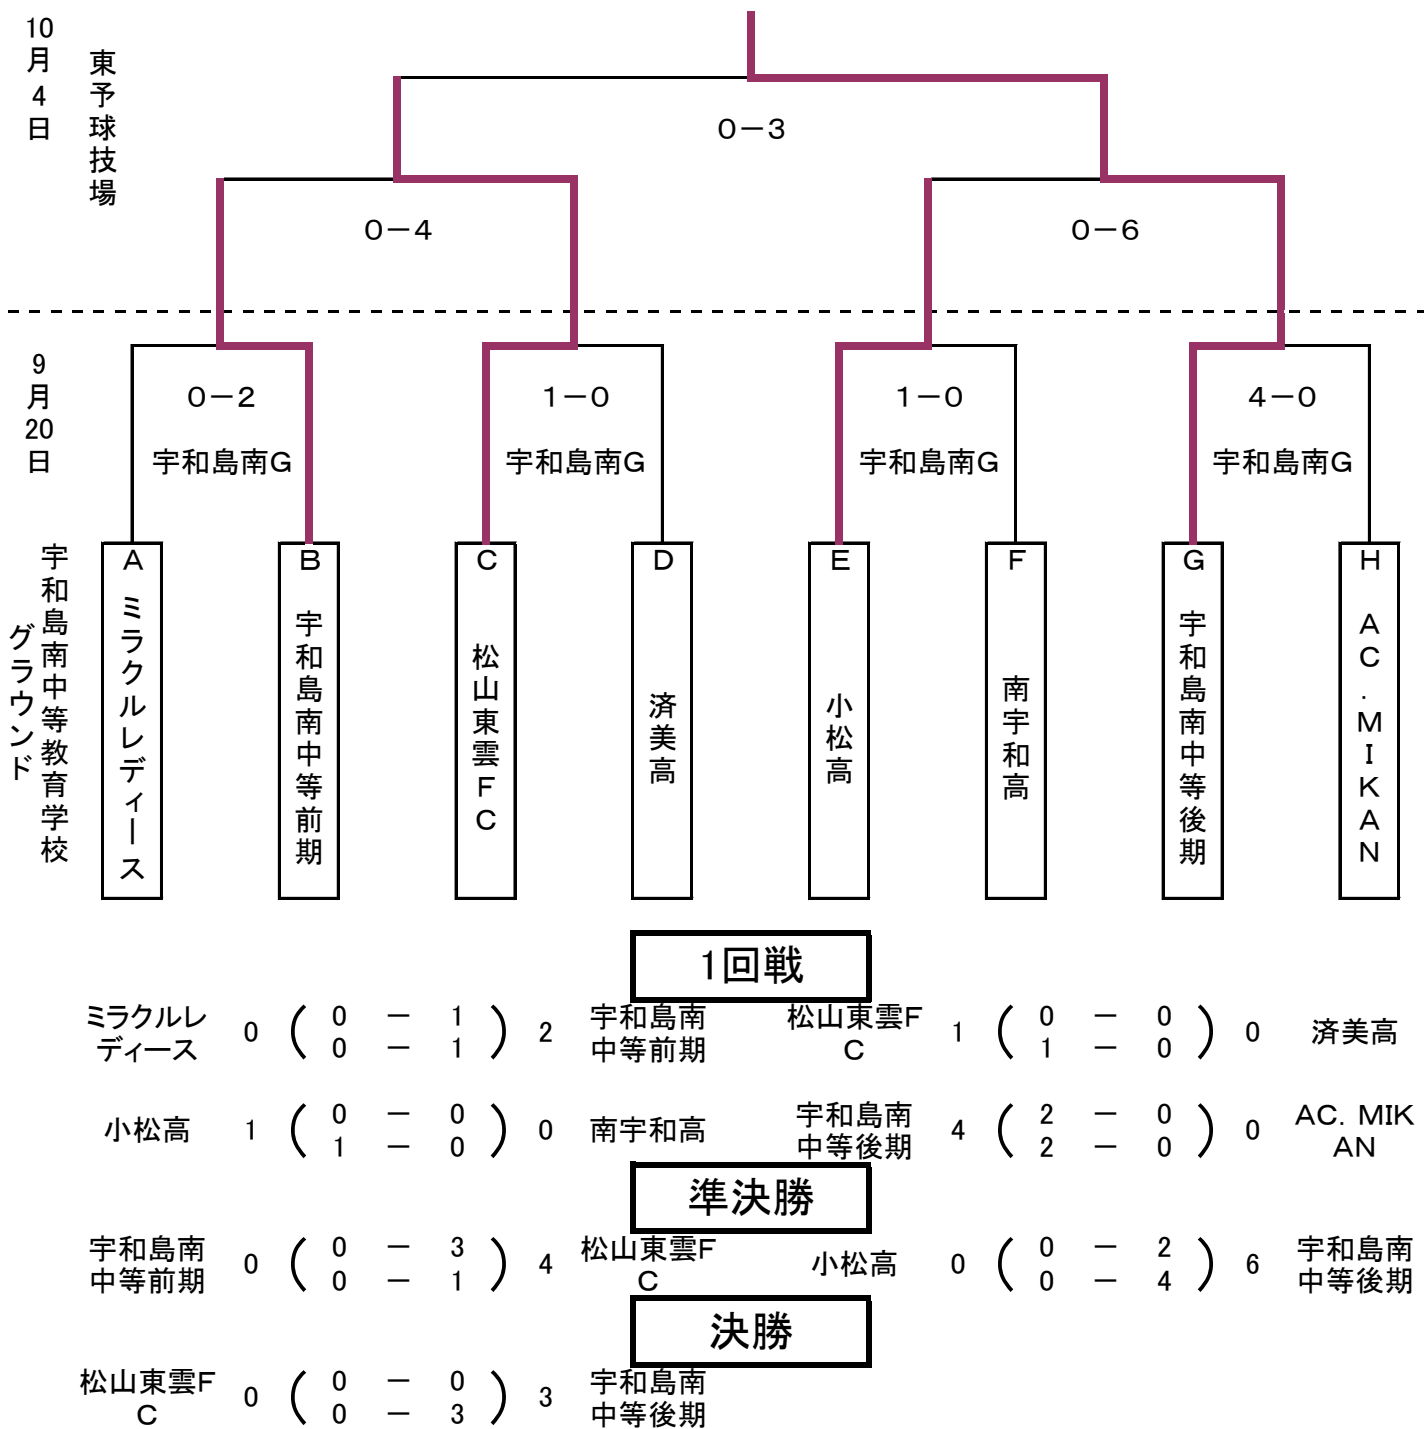 10月4日
東予球技場
0－3
0－4
0－6
9月20日
0－2
1－0
1－0
4－0
宇和島南G
宇和島南G
宇和島南G
宇和島南G
宇和島南中等教育学校
グラウンド
A ミラクルレディース
B 宇和島南中等前期
C 松山東雲FC
D 済美高
E 小松高
F 南宇和高
G 宇和島南中等後期
H AC．MIKAN
1回戦
ミラクルレ
ディース
0 ( 0 － 1
0 － 1 ) 2
宇和島南
中等前期
松山東雲F
C
1 ( 0 － 0
1 － 0 ) 0
済美高
小松高
1 ( 0 － 0
1 － 0 ) 0
南宇和高
宇和島南
中等後期
4 ( 2 － 0
2 － 0 ) 0
AC．MIK
AN
準決勝
宇和島南
中等前期
0 ( 0 － 3
0 － 1 ) 4
松山東雲F
C
小松高
0 ( 0 － 2
0 － 4 ) 6
宇和島南
中等後期
決勝
松山東雲F
C
0 ( 0 － 0
0 － 3 ) 3
宇和島南
中等後期